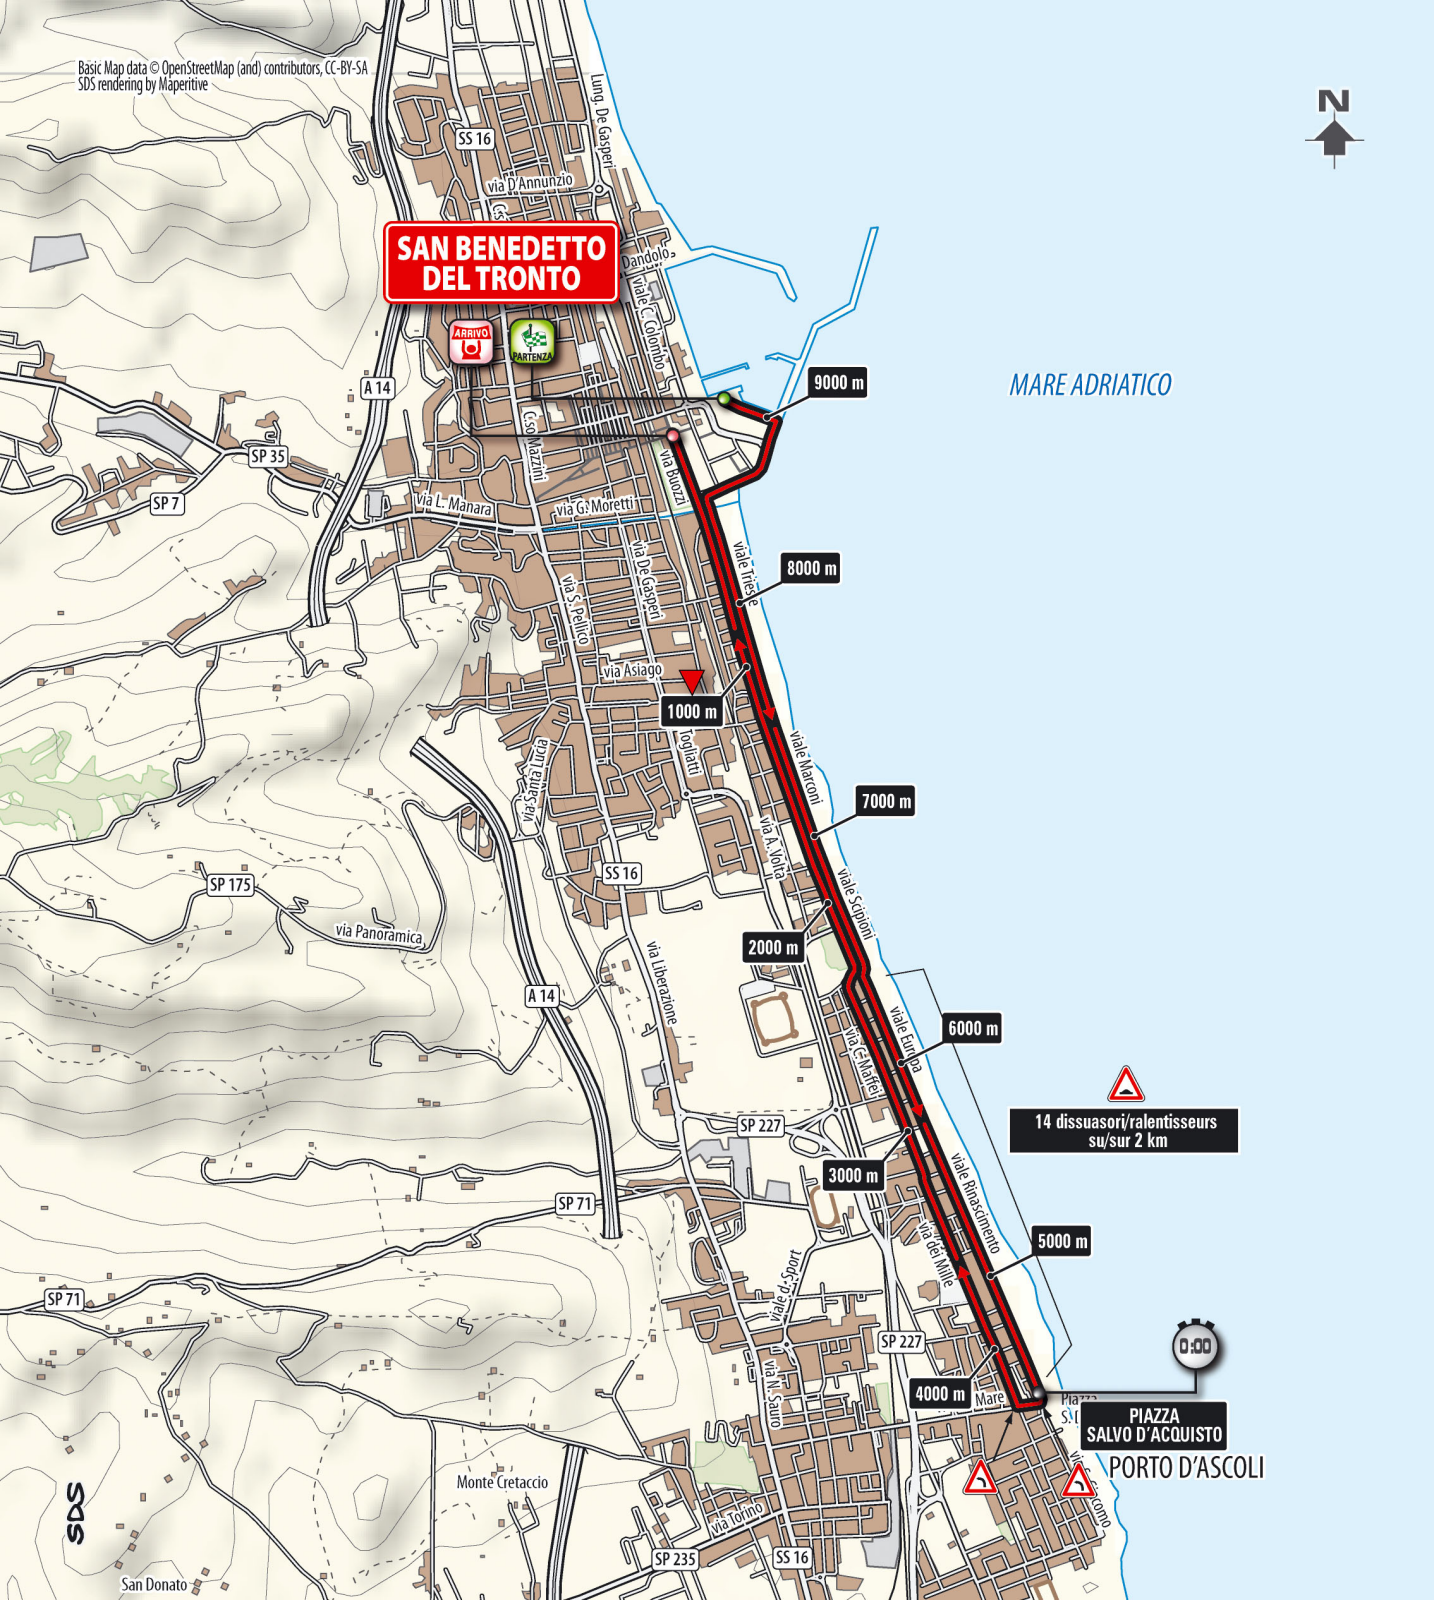 Basic Map data © OpenStreetMap (and) contributors, CC-BY-SA
SDS rendering by Maperitive
N
Lung. De Gasperi
SS 16
via D'Annunzio
SAN BENEDETTO
DEL TRONTO
Dandolo
viale C. Colombo
ARRIVO
PARTENZA
A 14
9000 m
MARE ADRIATICO
C.so Mazzini
SP 35
SP 7
via L. Manara
via G. Moretti
via Buozzi
viale Trieste
8000 m
via De Gasperi
via S. Pellico
via Asiago
1000 m
Togliatti
via Santa Lucia
viale Marconi
7000 m
via A. Volta
SS 16
SP 175
viale Scipioni
via Panoramica
2000 m
via Liberazione
A 14
viale Europa
6000 m
via C. Maffei
14 dissuasori/ralentisseurs
su/sur 2 km
SP 227
3000 m
viale Rinascimento
SP 71
via dei Mille
5000 m
viale d. Sport
SP 71
SP 227
0:00
via N. Sauro
4000 m
Mare
Piazza
PIAZZA
SALVO D'ACQUISTO
PORTO D'ASCOLI
Monte Cretaccio
SDS
via Torino
SP 235
SS 16
San Donato